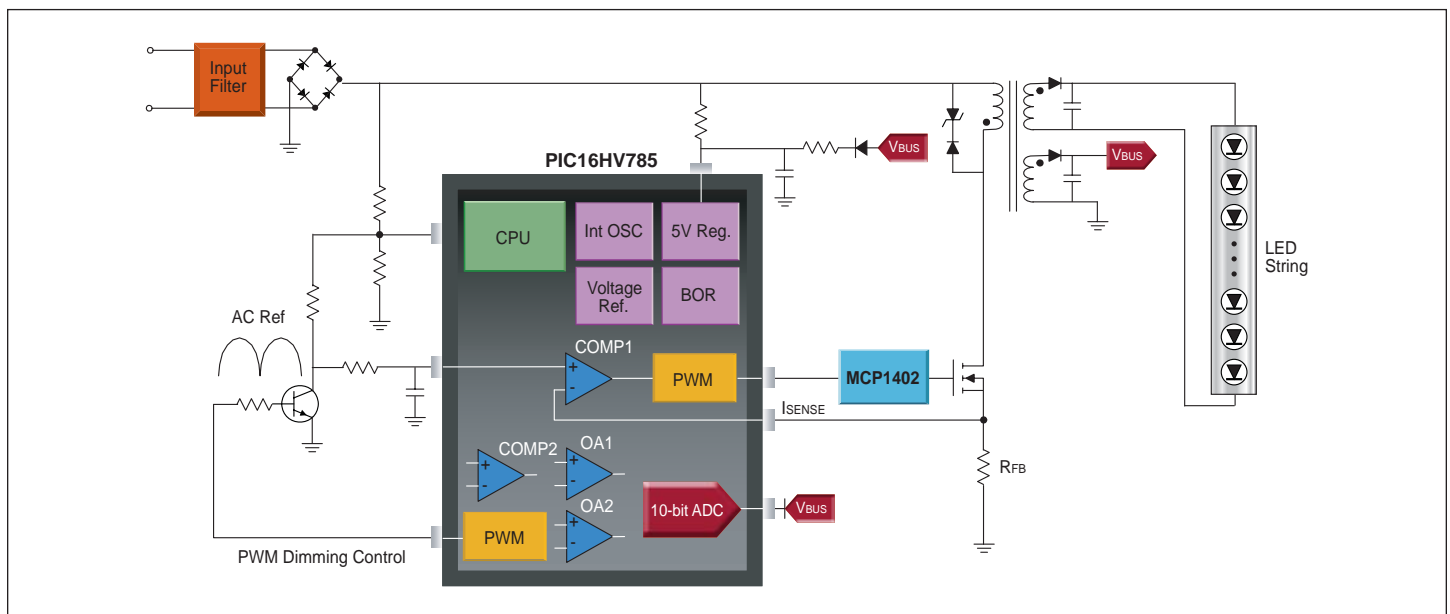 Input
Filter
PIC16HV785
VBUS
VBUS
CPU
Int OSC
5V Reg.
Voltage
Ref.
BOR
LED
String
AC Ref
COMP1
PWM
MCP1402
ISENSE
COMP2
OA1
RFB
OA2
10-bit ADC
VBUS
PWM
PWM Dimming Control
+
-
+
-
+
-
+
-